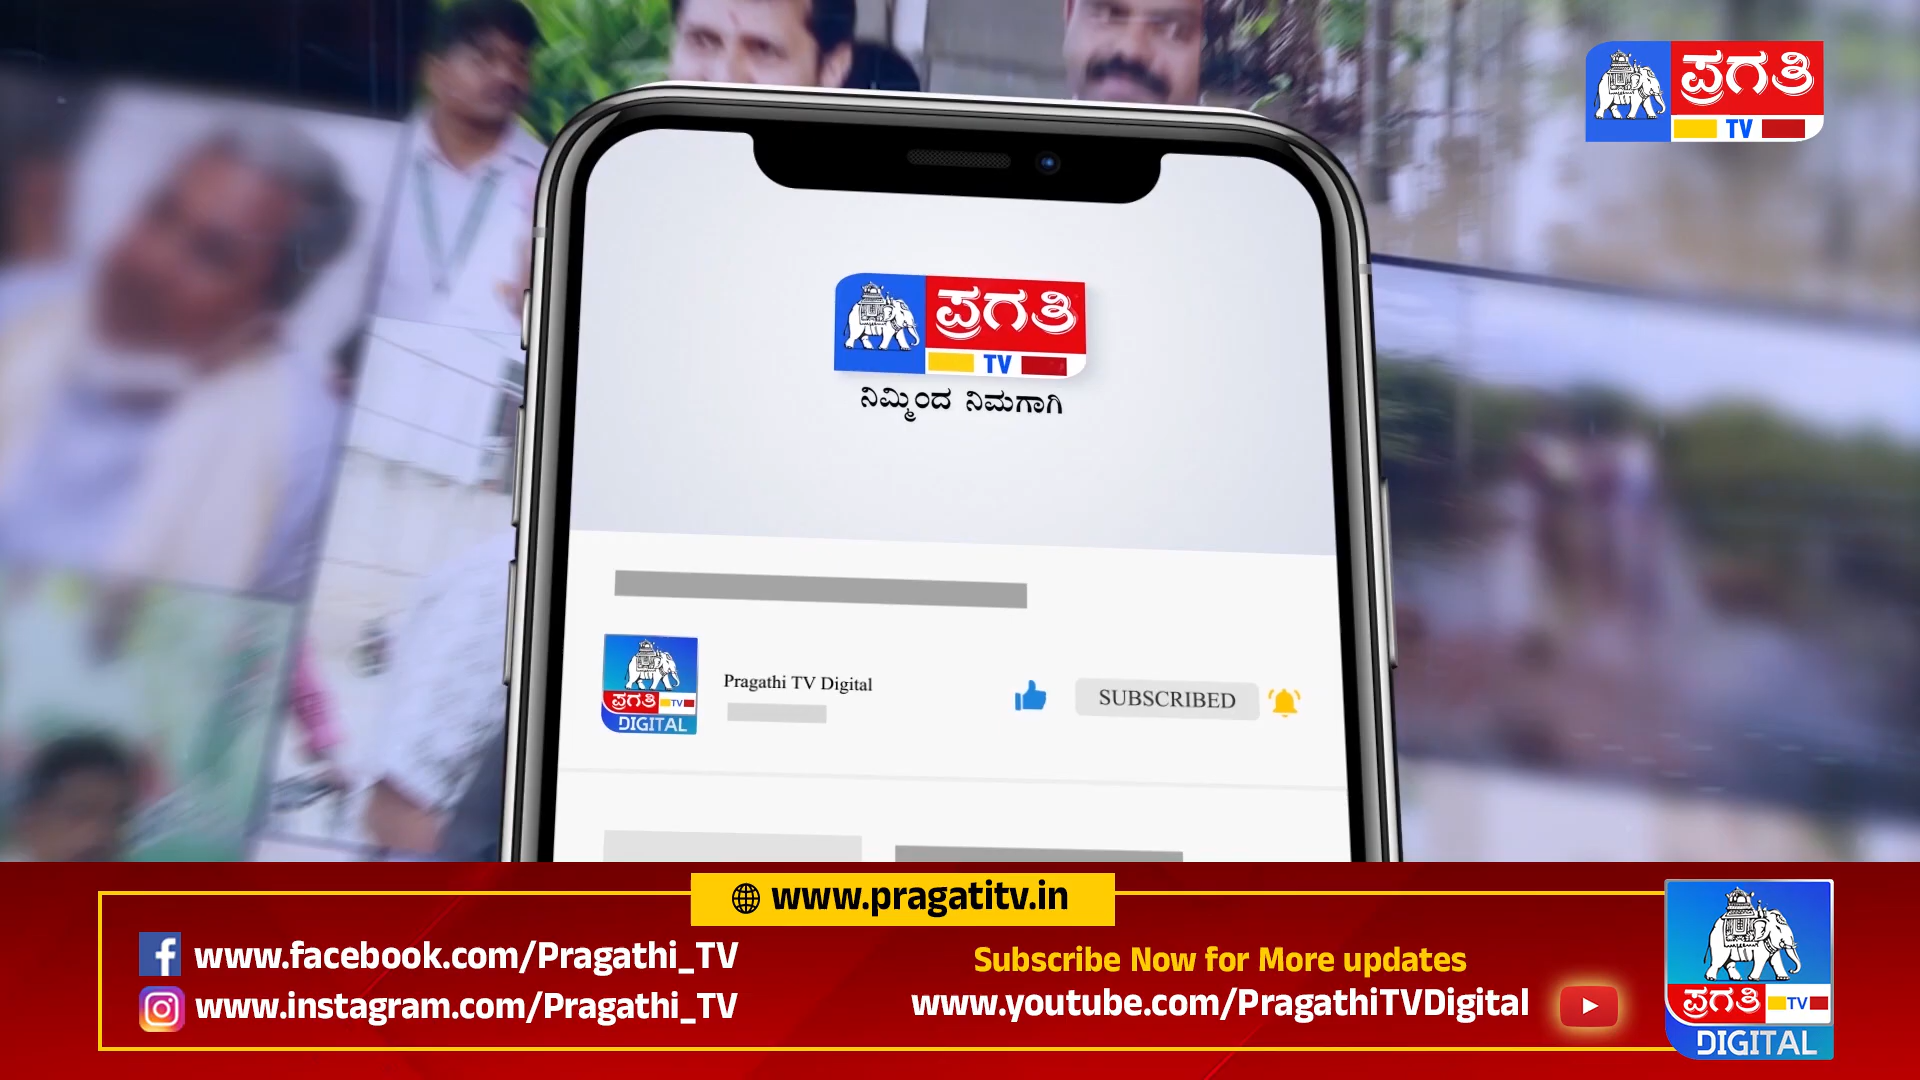 ಪ್ರಗತಿ
TV
ಪ್ರಗತಿ
TV
ನಿಮ್ಮಿಂದ ನಿಮಗಾಗಿ
ಪ್ರಗತಿ TV
DIGITAL
Pragathi TV Digital
SUBSCRIBED
www.pragatitv.in
www.facebook.com/Pragathi_TV
www.instagram.com/Pragathi_TV
Subscribe Now for More updates
www.youtube.com/PragathiTVDigital
ಪ್ರಗತಿ TV
DIGITAL